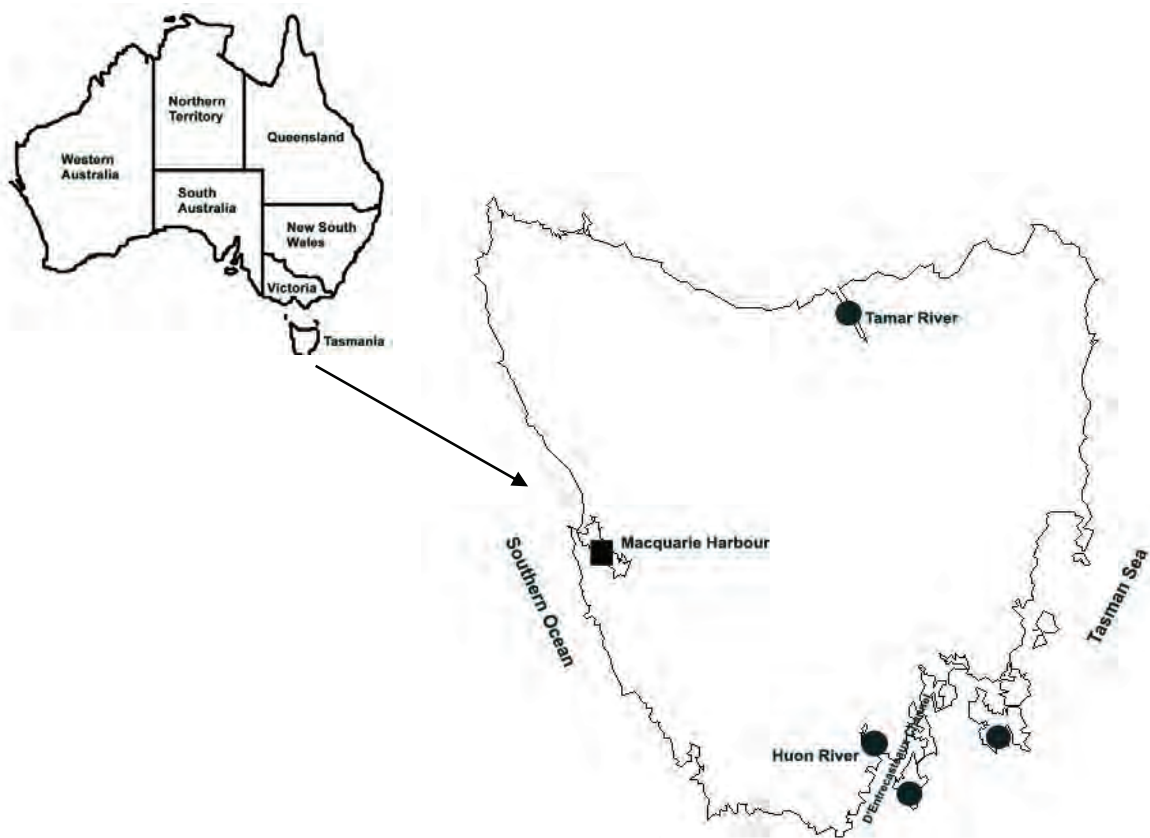 Northern
Territory
Queensland
Western
Australia
South
Australia
New South
Wales
Victoria
Tasmania
Tamar River
Macquarie Harbour
Southern Ocean
Tasman Sea
Huon River
D'Entrecasteaux Channel